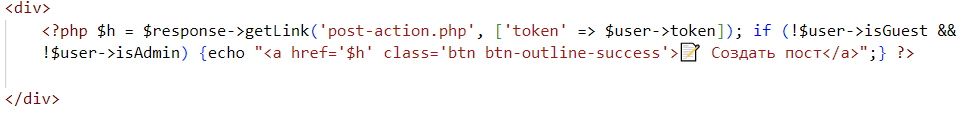 <div>
<?php $h = $response->getLink('post-action.php', ['token' => $user->token]); if (!$user->isGuest &&
!$user->isAdmin) {echo "<a href='$h' class='btn btn-outline-success'>📝 Создать пост</a>";} ?>
</div>